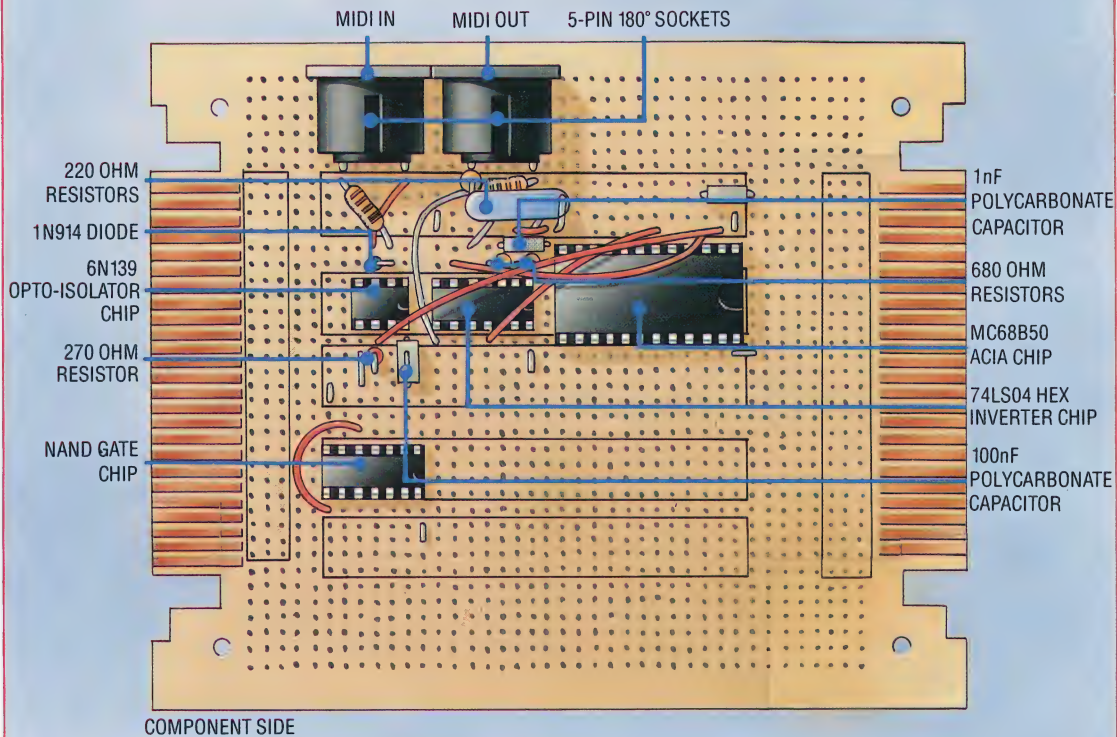 MIDI IN
MIDI OUT
5-PIN 180° SOCKETS
220 OHM
RESISTORS
1N914 DIODE
6N139
OPTO-ISOLATOR
CHIP
270 OHM
RESISTOR
NAND GATE
CHIP
1nF
POLYCARBONATE
CAPACITOR
680 OHM
RESISTORS
MC68B50
ACIA CHIP
74LS04 HEX
INVERTER CHIP
100nF
POLYCARBONATE
CAPACITOR
COMPONENT SIDE